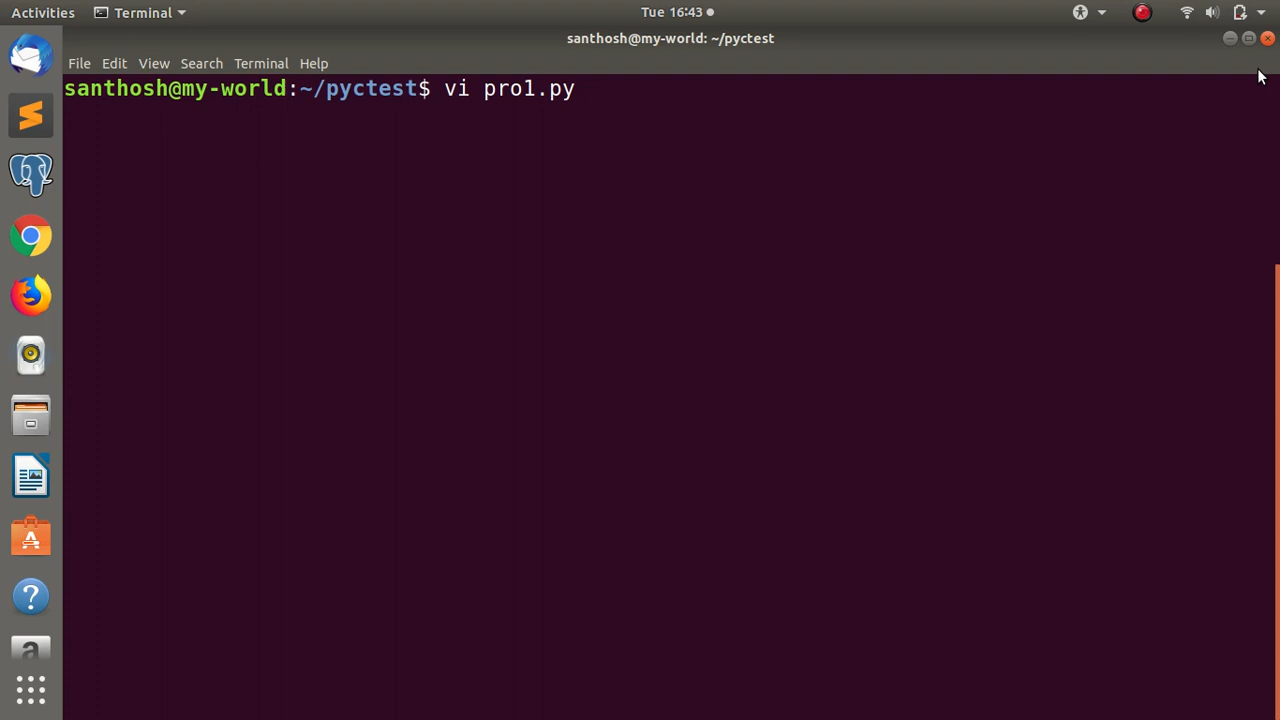 Activities Terminal Tue 16:43
santhosh@my-world: ~/pyctest
File Edit View Search Terminal Help
santhosh@my-world:~/pyctest$ vi pro1.py